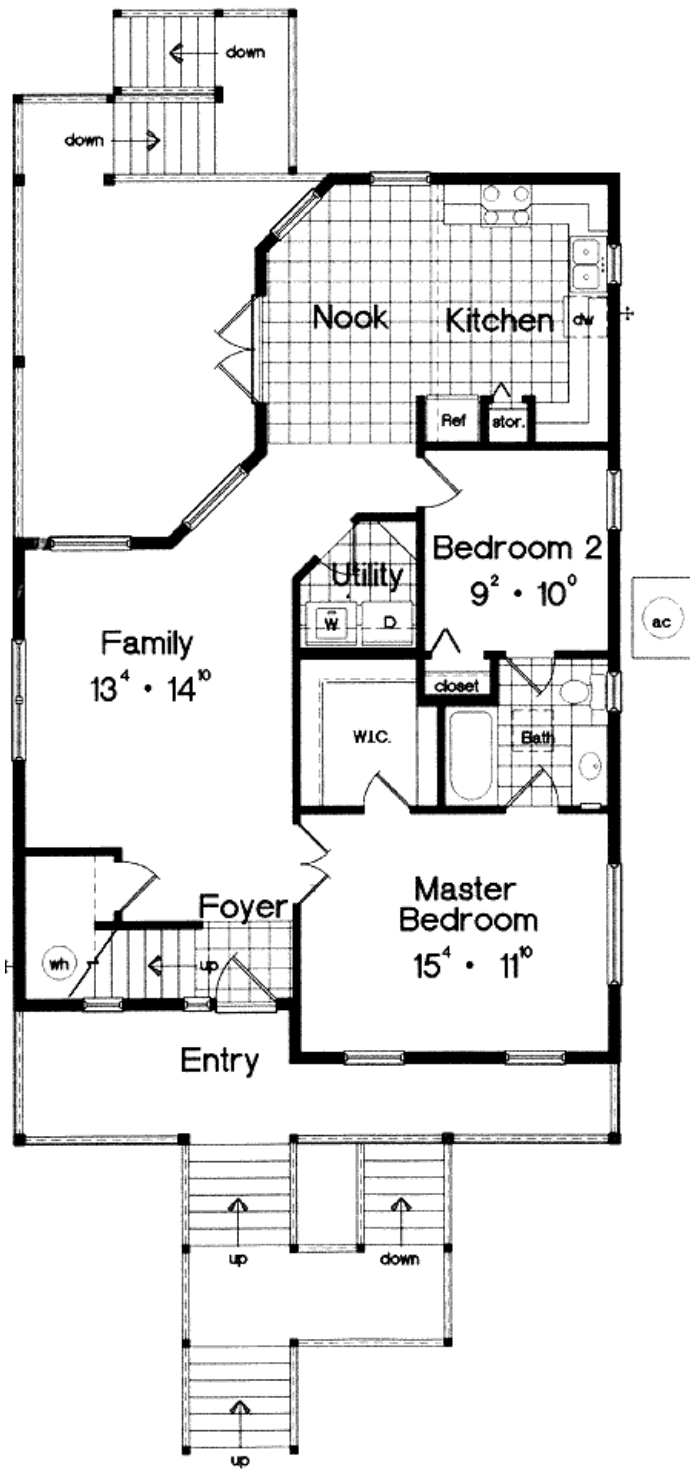 down
down
Nook
Kitchen
dw
Ref
stor.
Bedroom 2
9² • 10⁰
Utility
W
D
ac
Family
13⁴ • 14¹⁰
closet
W.I.C.
Bath
Master
Bedroom
15⁴ • 11¹⁰
Foyer
wh
up
Entry
up
down
up